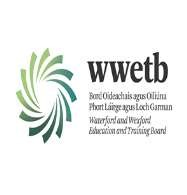 wwetb
Bord Oideachais agus Oiliúna
Phort Láirge agus Loch Garman
Waterford and Wexford
Education and Training Board